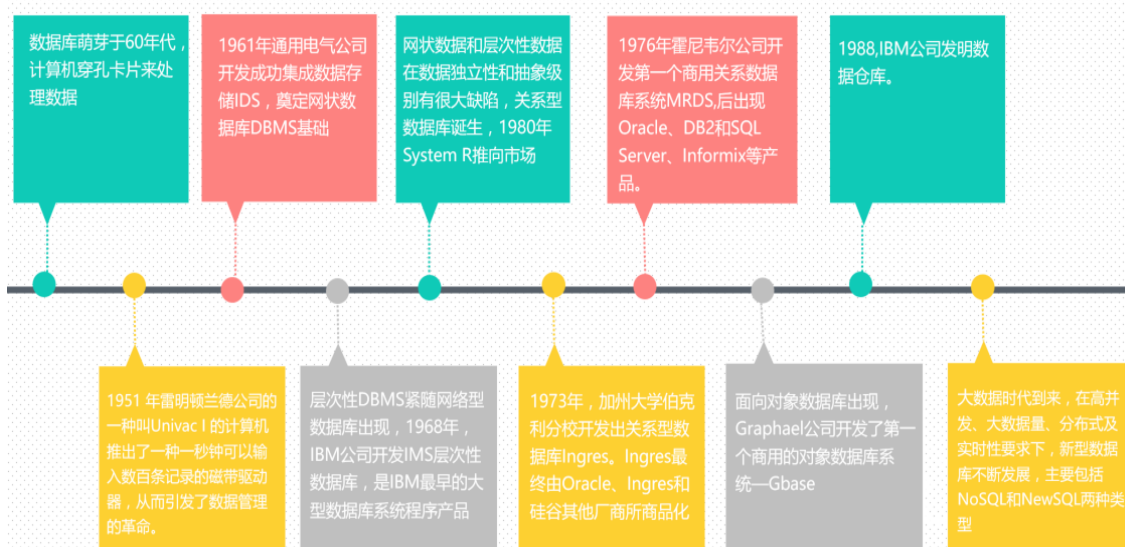 数据库萌芽于60年代，
计算机穿孔卡片来处
理数据
1961年通用电气公司
开发成功集成数据存
储IDS，奠定网状数
据库DBMS基础
网状数据和层次性数据
在数据独立性和抽象级
别有很大缺陷，关系型
数据库诞生，1980年
System R推向市场
1976年霍尼韦尔公司开
发第一个商用关系数据
库系统MRDS,后出现
Oracle、DB2和SQL
Server、Informix等产
品。
1988,IBM公司发明数
据仓库。
1951 年雷明顿兰德公司的
一种叫Univac I 的计算机
推出了一种一秒钟可以输
入数百条记录的磁带驱动
器，从而引发了数据管理
的革命。
层次性DBMS紧随网络型
数据库出现，1968年，
IBM公司开发IMS层次性
数据库，是IBM最早的大
型数据库系统程序产品
1973年，加州大学伯克
利分校开发出关系型数
据库Ingres。Ingres最
终由Oracle、Ingres和
硅谷其他厂商所商品化
面向对象数据库出现，
Graphael公司开发了第一
个商用的对象数据库系
统—Gbase
大数据时代到来，在高并
发、大数据量、分布式及
实时性要求下，新型数据
库不断发展，主要包括
NoSQL和NewSQL两种类
型